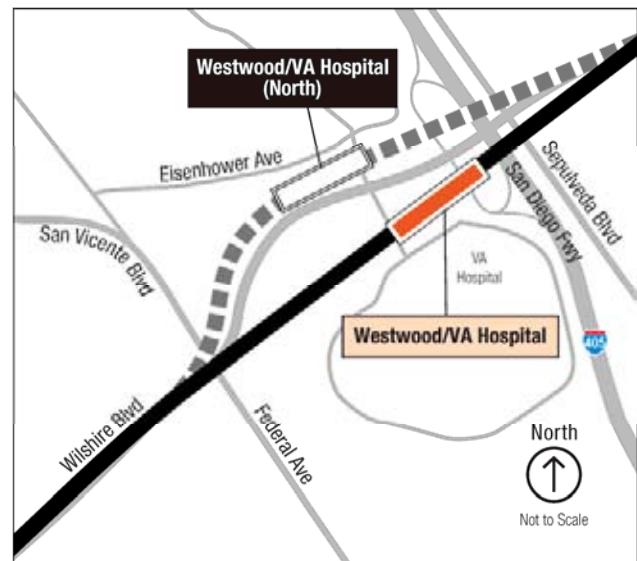 Westwood/VA Hospital
(North)
Eisenhower Ave
San Vicente Blvd
Sepulveda Blvd
San Diego Fwy
VA
Hospital
Westwood/VA Hospital
405
Wilshire Blvd
Federal Ave
North
Not to Scale